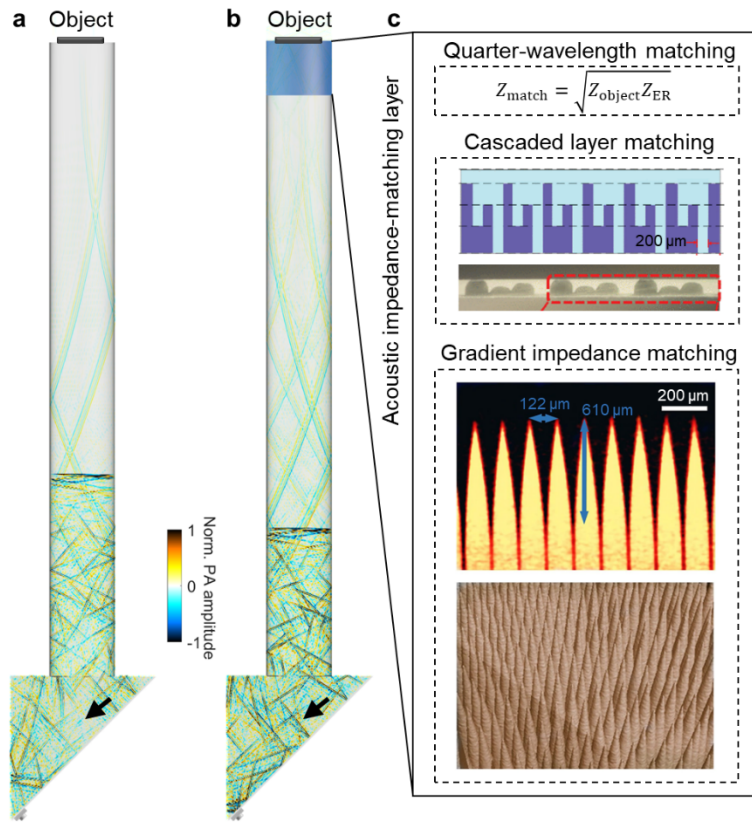 a
Object
b
Object
c
Acoustic impedance-matching layer
Quarter-wavelength matching
Z_match = √(Z_object Z_ER)
Cascaded layer matching
200 µm
Gradient impedance matching
122 µm
610 µm
200 µm
1
0
-1
Norm. PA amplitude